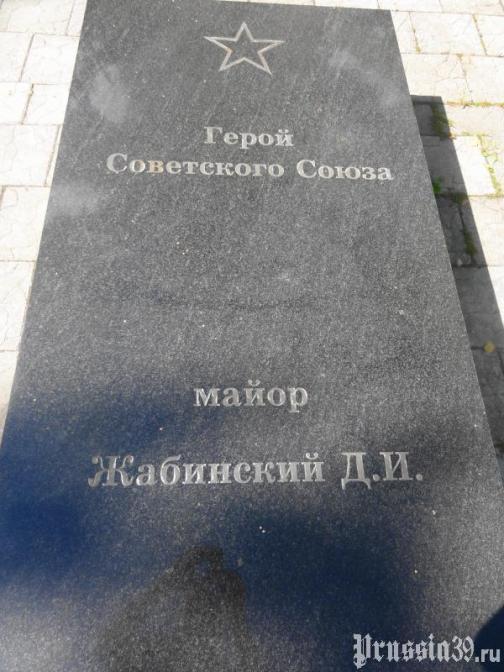 Герой
Советского Союза
майор
Жабинский Д.И.
Prussia39.ru